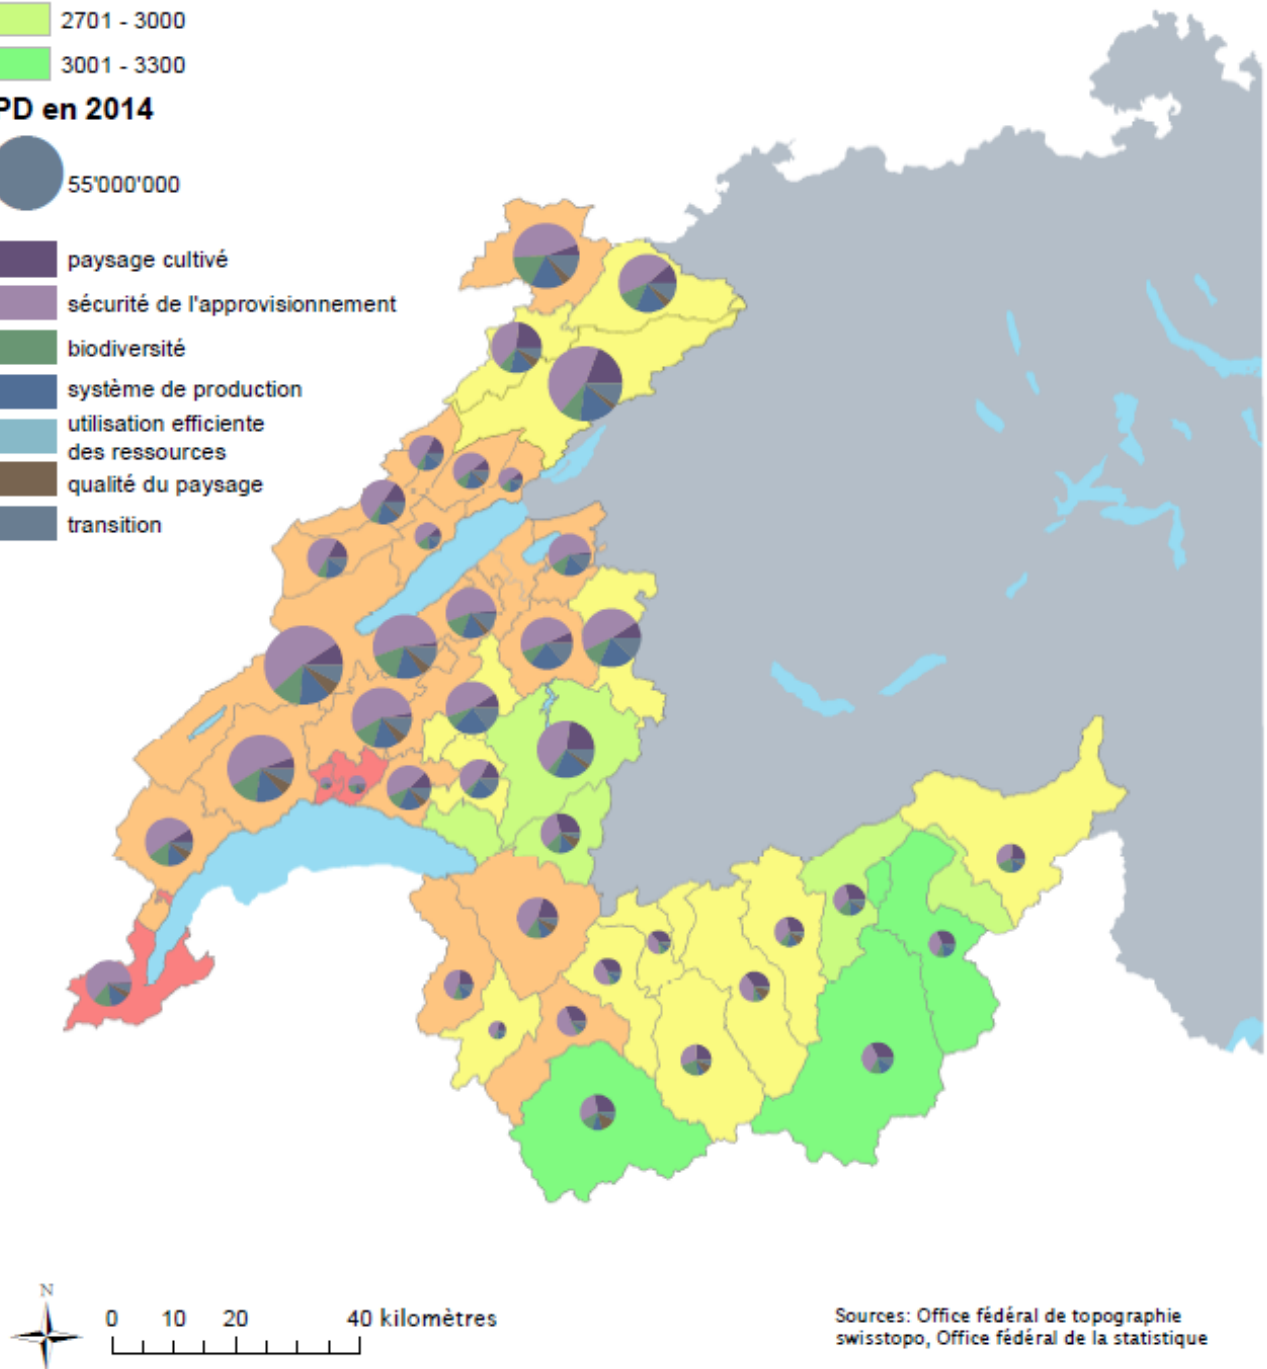 2701 - 3000
3001 - 3300
PD en 2014
55'000'000
paysage cultivé
sécurité de l'approvisionnement
biodiversité
système de production
utilisation efficiente
des ressources
qualité du paysage
transition
N
0 10 20 40 kilomètres
Sources: Office fédéral de topographie
swisstopo, Office fédéral de la statistique